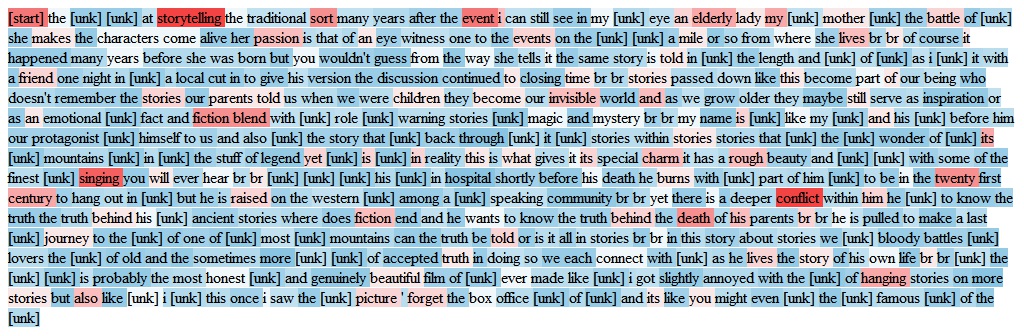 [start] the [unk] [unk] at storytelling the traditional sort many years after the event i can still see in my [unk] eye an elderly lady my [unk] mother [unk] the battle of [unk]
she makes the characters come alive her passion is that of an eye witness one to the events on the [unk] [unk] a mile or so from where she lives br br of course it
happened many years before she was born but you wouldn't guess from the way she tells it the same story is told in [unk] the length and [unk] of [unk] as i [unk] it with
a friend one night in [unk] a local cut in to give his version the discussion continued to closing time br br stories passed down like this become part of our being who
doesn't remember the stories our parents told us when we were children they become our invisible world and as we grow older they maybe still serve as inspiration or
as an emotional [unk] fact and fiction blend with [unk] role [unk] warning stories [unk] magic and mystery br br my name is [unk] like my [unk] and his [unk] before him
our protagonist [unk] himself to us and also [unk] the story that [unk] back through [unk] it [unk] stories within stories stories that [unk] the [unk] wonder of [unk] its
[unk] mountains [unk] in [unk] the stuff of legend yet [unk] is [unk] in reality this is what gives it its special charm it has a rough beauty and [unk] [unk] with some of the
finest [unk] singing you will ever hear br br [unk] [unk] [unk] his [unk] in hospital shortly before his death he burns with [unk] part of him [unk] to be in the twenty first
century to hang out in [unk] but he is raised on the western [unk] among a [unk] speaking community br br yet there is a deeper conflict within him he [unk] to know the
truth the truth behind his [unk] ancient stories where does fiction end and he wants to know the truth behind the death of his parents br br he is pulled to make a last
[unk] journey to the [unk] of one of [unk] most [unk] mountains can the truth be told or is it all in stories br br in this story about stories we [unk] bloody battles [unk]
lovers the [unk] of old and the sometimes more [unk] of accepted truth in doing so we each connect with [unk] as he lives the story of his own life br br [unk] the
[unk] [unk] is probably the most honest [unk] and genuinely beautiful film of [unk] ever made like [unk] i got slightly annoyed with the [unk] of hanging stories on more
stories but also like [unk] i [unk] this once i saw the [unk] picture ' forget the box office [unk] of [unk] and its like you might even [unk] the [unk] famous [unk] of the
[unk]